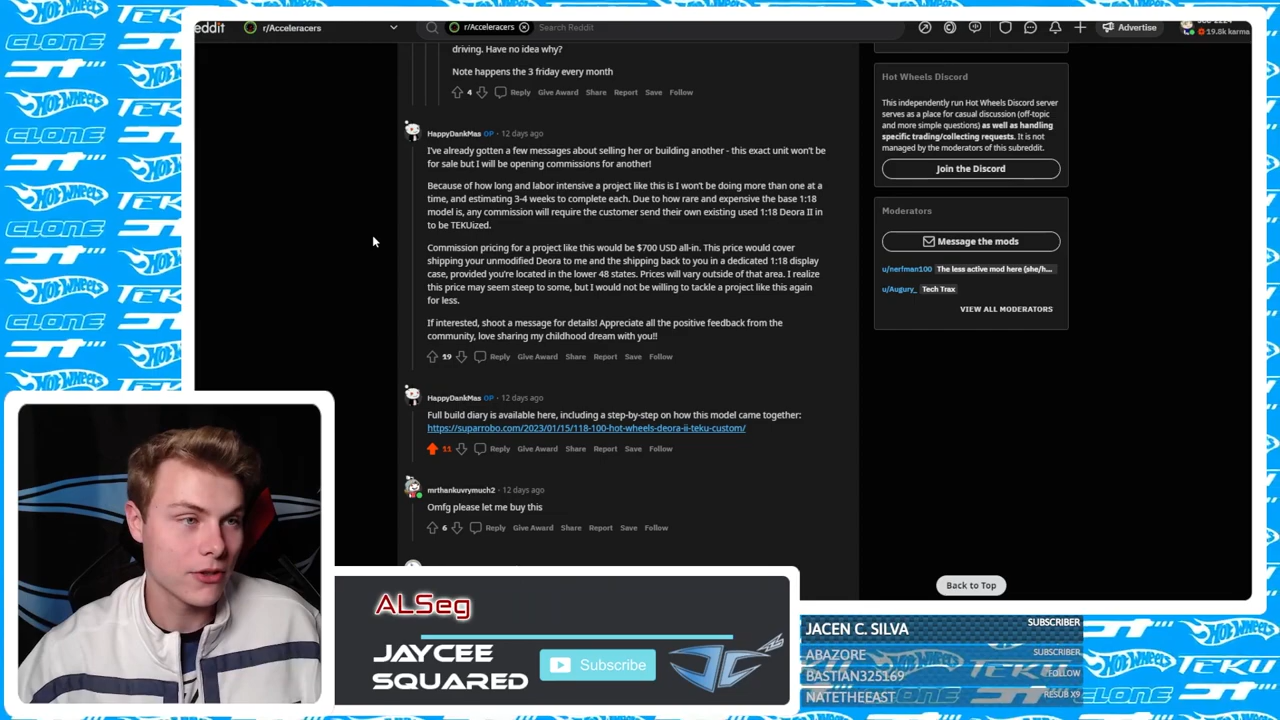 eddit
r/Acceleracers
r/Acceleracers
Search Reddit
Advertise
19.8k karma
driving. Have no idea why?
Note happens the 3 friday every month
4 Reply Give Award Share Report Save Follow
HappyDankMas OP · 12 days ago
I've already gotten a few messages about selling her or building another - this exact unit won't be
for sale but I will be opening commissions for another!
Because of how long and labor intensive a project like this is I won't be doing more than one at a
time, and estimating 3-4 weeks to complete each. Due to how rare and expensive the base 1:18
model is, any commission will require the customer send their own existing used 1:18 Deora II in
to be TEKUized.
Commission pricing for a project like this would be $700 USD all-in. This price would cover
shipping your unmodified Deora to me and the shipping back to you in a dedicated 1:18 display
case, provided you're located in the lower 48 states. Prices will vary outside of that area. I realize
this price may seem steep to some, but I would not be willing to tackle a project like this again
for less.
If interested, shoot a message for details! Appreciate all the positive feedback from the
community, love sharing my childhood dream with you!!
19 Reply Give Award Share Report Save Follow
HappyDankMas OP · 12 days ago
Full build diary is available here, including a step-by-step on how this model came together:
https://suparrobo.com/2023/01/15/118-100-hot-wheels-deora-ii-teku-custom/
11 Reply Give Award Share Report Save Follow
mrthankuvrymuch2 · 12 days ago
Omfg please let me buy this
6 Reply Give Award Share Report Save Follow
Hot Wheels Discord
This independently run Hot Wheels Discord server
serves as a place for casual discussion (off-topic
and more simple questions) as well as handling
specific trading/collecting requests. It is not
managed by the moderators of this subreddit.
Join the Discord
Moderators
Message the mods
u/nerfman100 The less active mod here (she/h...
u/Augury_ Tech Trax
VIEW ALL MODERATORS
Back to Top
ALSeg
JAYCEE
SQUARED
Subscribe
JACEN C. SILVA SUBSCRIBER
ABAZORE SUBSCRIBER
BASTIAN325169 FOLLOW
NATETHEEAST RESUB X9
HOT WHEELS
TEKU
CLONE